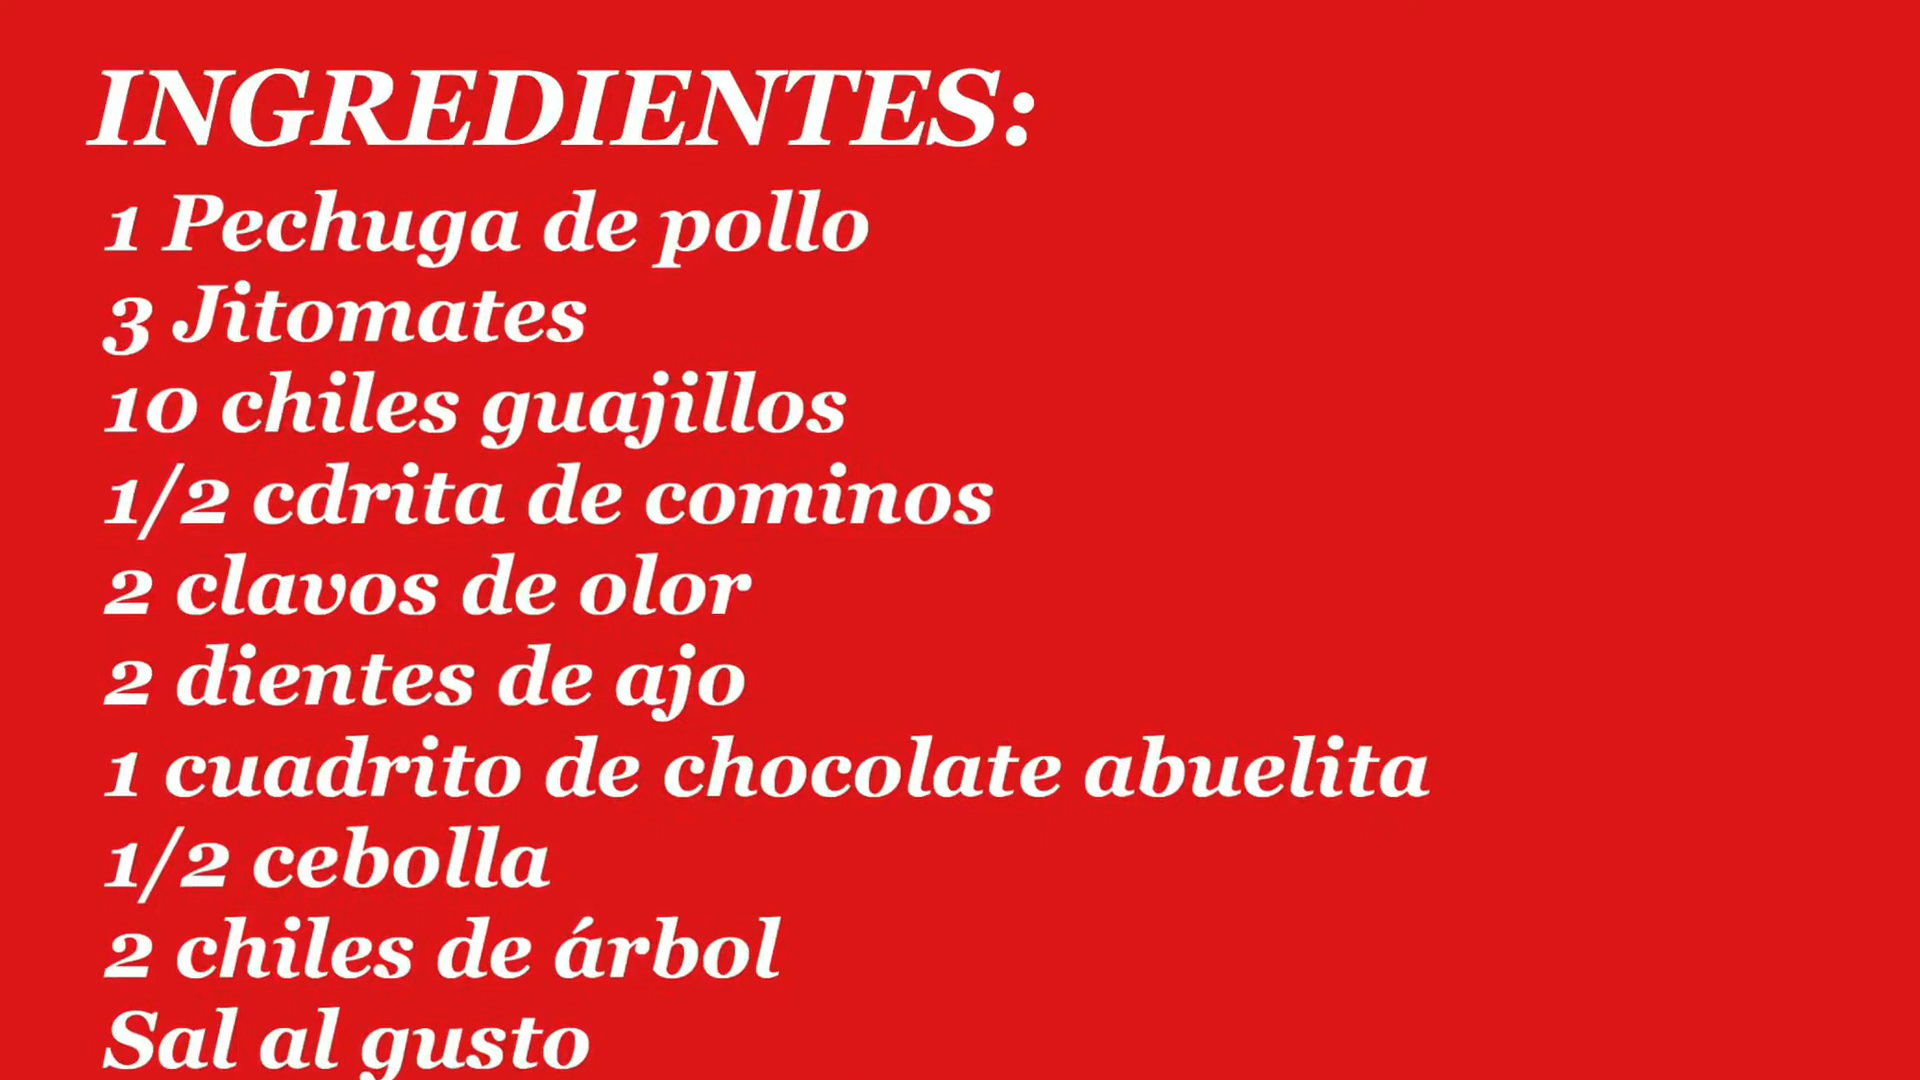 INGREDIENTES:
1 Pechuga de pollo
3 Jitomates
10 chiles guajillos
1/2 cdrita de cominos
2 clavos de olor
2 dientes de ajo
1 cuadrito de chocolate abuelita
1/2 cebolla
2 chiles de árbol
Sal al gusto